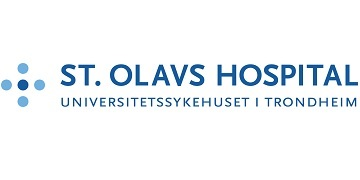 ST. OLAVS HOSPITAL
UNIVERSITETSSYKEHUSET I TRONDHEIM